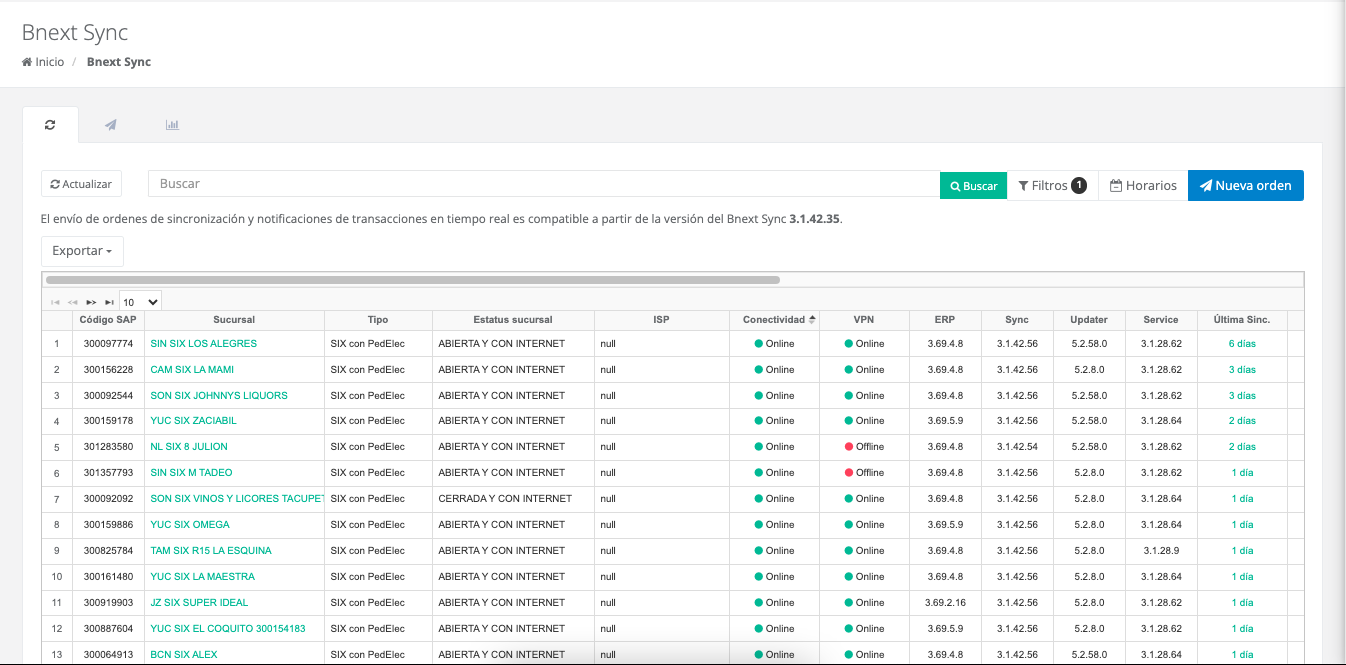 Bnext Sync
Inicio / Bnext Sync
Actualizar Buscar Buscar Filtros 1 Horarios Nueva orden
El envío de ordenes de sincronización y notificaciones de transacciones en tiempo real es compatible a partir de la versión del Bnext Sync 3.1.42.35.
Exportar
10
Código SAP Sucursal Tipo Estatus sucursal ISP Conectividad VPN ERP Sync Updater Service Última Sinc.
1 300097774 SIN SIX LOS ALEGRES SIX con PedElec ABIERTA Y CON INTERNET null Online Online 3.69.4.8 3.1.42.56 5.2.58.0 3.1.28.62 6 días
2 300156228 CAM SIX LA MAMI SIX con PedElec ABIERTA Y CON INTERNET null Online Online 3.69.4.8 3.1.42.56 5.2.8.0 3.1.28.62 3 días
3 300092544 SON SIX JOHNNYS LIQUORS SIX con PedElec ABIERTA Y CON INTERNET null Online Online 3.69.4.8 3.1.42.56 5.2.58.0 3.1.28.62 3 días
4 300159178 YUC SIX ZACIABIL SIX con PedElec ABIERTA Y CON INTERNET null Online Online 3.69.5.9 3.1.42.56 5.2.58.0 3.1.28.64 2 días
5 301283580 NL SIX 8 JULION SIX con PedElec ABIERTA Y CON INTERNET null Online Offline 3.69.4.8 3.1.42.54 5.2.58.0 3.1.28.62 2 días
6 301357793 SIN SIX M TADEO SIX con PedElec ABIERTA Y CON INTERNET null Online Offline 3.69.4.8 3.1.42.56 5.2.8.0 3.1.28.62 1 día
7 300092092 SON SIX VINOS Y LICORES TACUPET SIX con PedElec CERRADA Y CON INTERNET null Online Online 3.69.4.8 3.1.42.56 5.2.8.0 3.1.28.64 1 día
8 300159886 YUC SIX OMEGA SIX con PedElec ABIERTA Y CON INTERNET null Online Online 3.69.5.9 3.1.42.56 5.2.8.0 3.1.28.64 1 día
9 300825784 TAM SIX R15 LA ESQUINA SIX con PedElec ABIERTA Y CON INTERNET null Online Online 3.69.4.8 3.1.42.56 5.2.8.0 3.1.28.9 1 día
10 300161480 YUC SIX LA MAESTRA SIX con PedElec ABIERTA Y CON INTERNET null Online Online 3.69.4.8 3.1.42.56 5.2.8.0 3.1.28.64 1 día
11 300919903 JZ SIX SUPER IDEAL SIX con PedElec ABIERTA Y CON INTERNET null Online Online 3.69.2.16 3.1.42.56 5.2.8.0 3.1.28.62 1 día
12 300887604 YUC SIX EL COQUITO 300154183 SIX con PedElec ABIERTA Y CON INTERNET null Online Online 3.69.5.9 3.1.42.56 5.2.8.0 3.1.28.62 1 día
13 300064913 BCN SIX ALEX SIX con PedElec ABIERTA Y CON INTERNET null Online Online 3.69.4.8 3.1.42.56 5.2.8.0 3.1.28.64 1 día